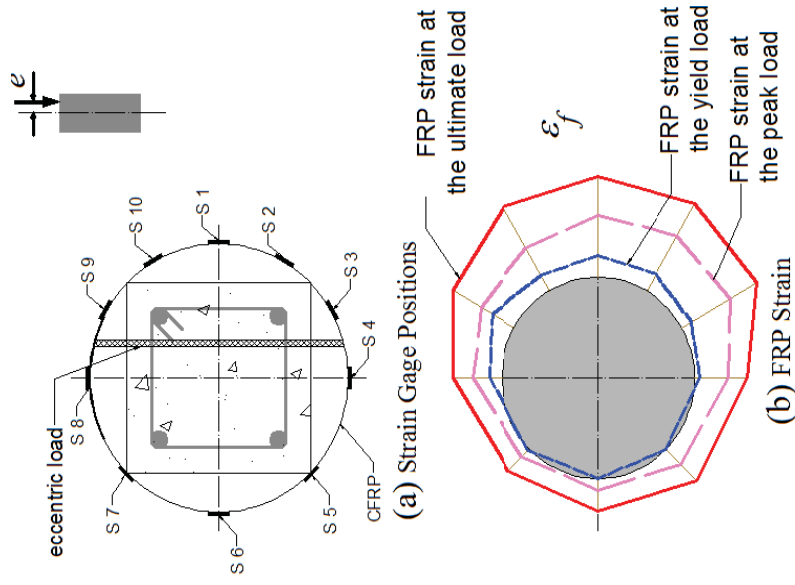 e
eccentric load
S 1
S 2
S 3
S 4
S 5
S 6
S 7
S 8
S 9
S 10
CFRP
(a) Strain Gage Positions
FRP strain at
the ultimate load
εf
FRP strain at
the yield load
FRP strain at
the peak load
(b) FRP Strain